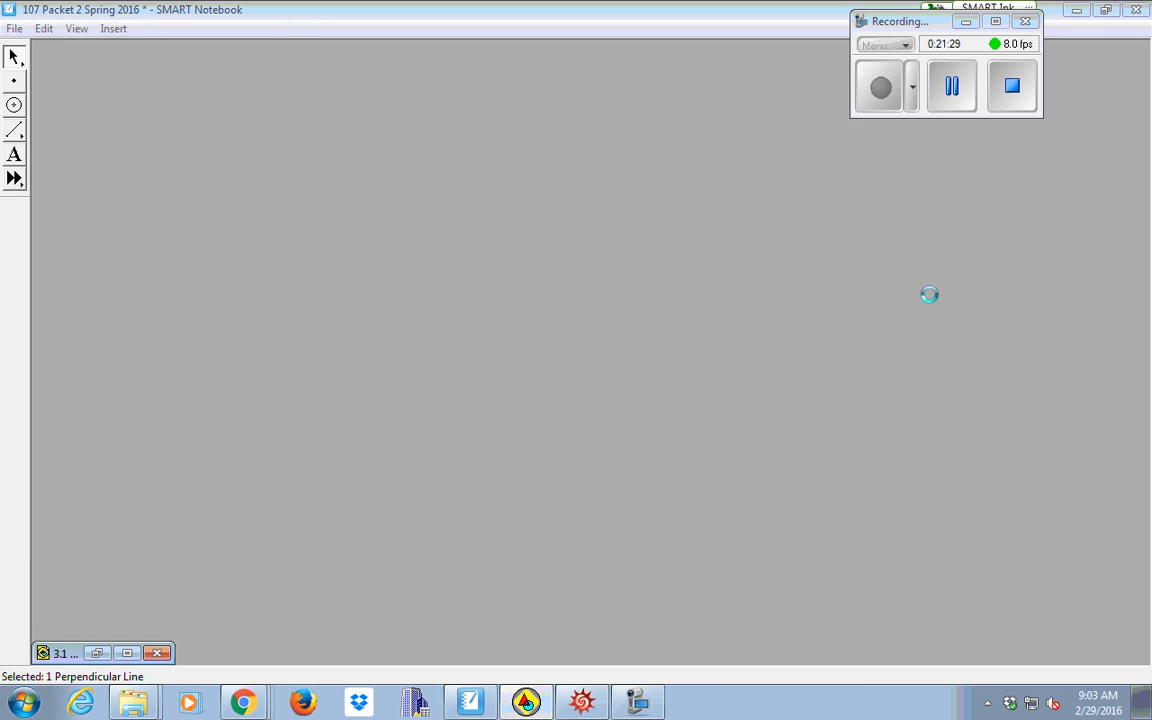 107 Packet 2 Spring 2016 * - SMART Notebook
SMART Ink
File Edit View Insert
Recording...
Menu 0:21:29 8.0 fps
A
3.1 ...
Selected: 1 Perpendicular Line
9:03 AM
2/29/2016